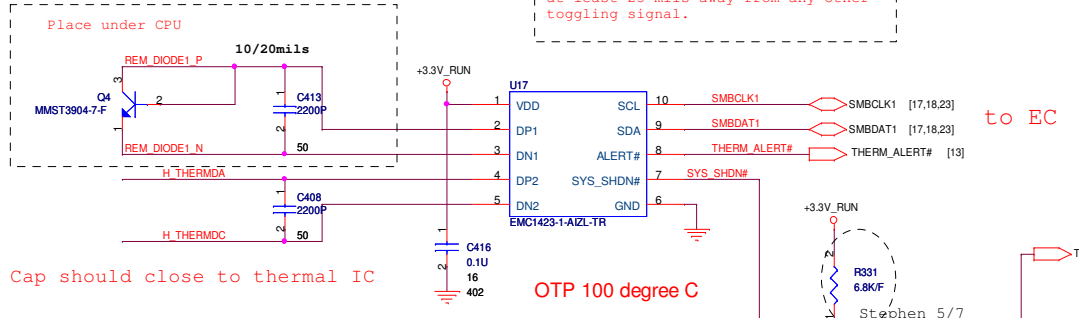 at least 25 mils away from any other
toggling signal.
Place under CPU
10/20mils
REM_DIODE1_P
+3.3V_RUN
U17
3
Q4
MMST3904-7-F
2
1
1
C413
2200P
2
50
REM_DIODE1_N
1
VDD
SCL
10
SMBCLK1
SMBCLK1 [17,18,23]
to EC
2
DP1
SDA
9
SMBDAT1
SMBDAT1 [17,18,23]
3
DN1
ALERT#
8
THERM_ALERT#
THERM_ALERT# [13]
4
DP2
SYS_SHDN#
7
SYS_SHDN#
5
DN2
GND
6
EMC1423-1-AIZL-TR
H_THERMDA
1
C408
2200P
2
50
H_THERMDC
+3.3V_RUN
1
C416
0.1U
2
16
402
2
R331
6.8K/F
1
T
Cap should close to thermal IC
OTP 100 degree C
Stephen 5/7